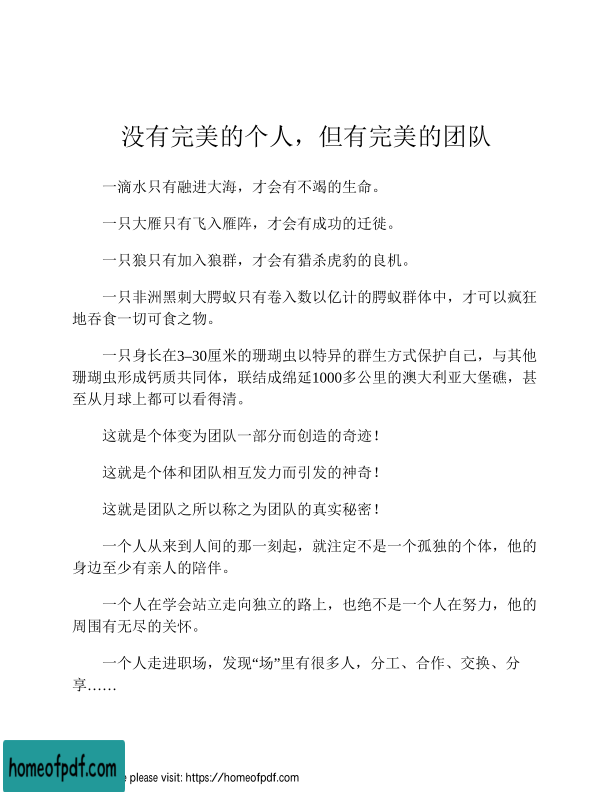 没有完美的个人，但有完美的团队
一滴水只有融进大海，才会有不竭的生命。
一只大雁只有飞入雁阵，才会有成功的迁徙。
一只狼只有加入狼群，才会有猎杀虎豹的良机。
一只非洲黑刺大腭蚁只有卷入数以亿计的腭蚁群体中，才可以疯狂
地吞食一切可食之物。
一只身长在3–30厘米的珊瑚虫以特异的群生方式保护自己，与其他
珊瑚虫形成钙质共同体，联结成绵延1000多公里的澳大利亚大堡礁，甚
至从月球上都可以看得清。
这就是个体变为团队一部分而创造的奇迹！
这就是个体和团队相互发力而引发的神奇！
这就是团队之所以称之为团队的真实秘密！
一个人从来到人间的那一刻起，就注定不是一个孤独的个体，他的
身边至少有亲人的陪伴。
一个人在学会站立走向独立的路上，也绝不是一个人在努力，他的
周围有无尽的关怀。
一个人走进职场，发现“场”里有很多人，分工、合作、交换、分
享……
homeofpdf.com
e please visit: https://homeofpdf.com